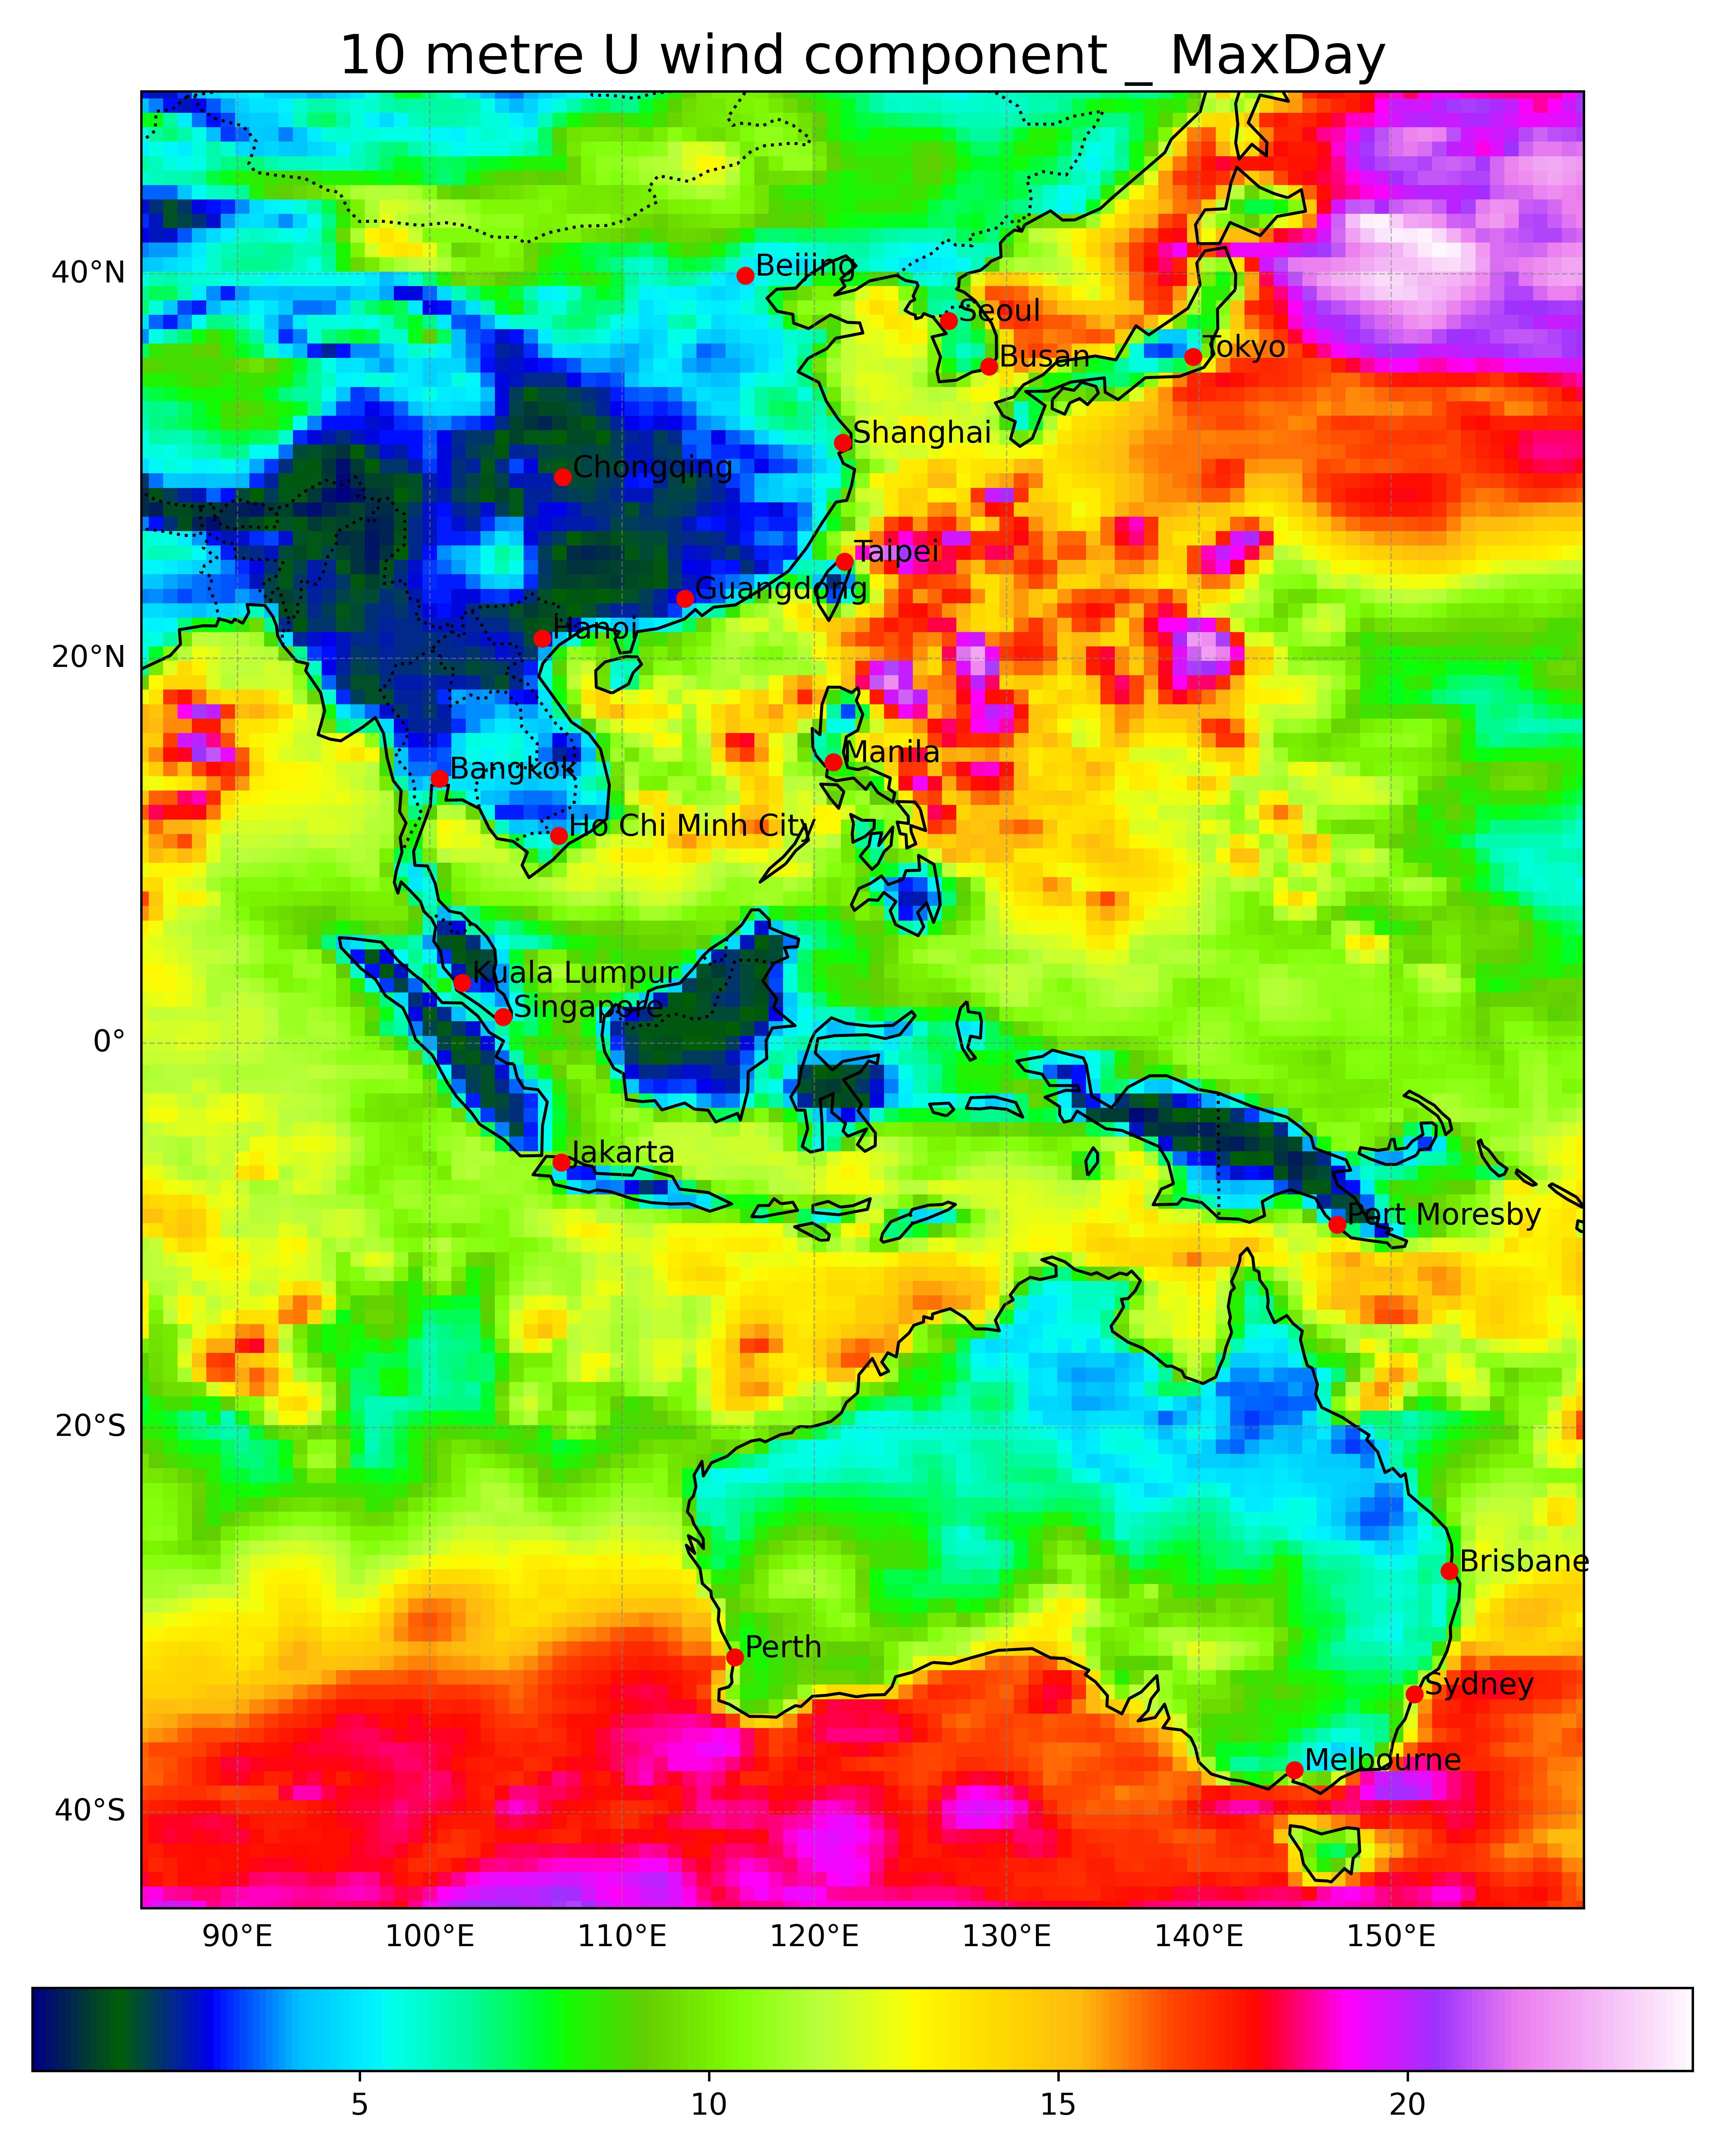 10 metre U wind component _ MaxDay
40°N
20°N
0°
20°S
40°S
Beijing
Seoul
Tokyo
Busan
Shanghai
Chongqing
Taipei
Guangdong
Hanoi
Manila
Bangkok
Ho Chi Minh City
Kuala Lumpur
Singapore
Jakarta
Port Moresby
Brisbane
Perth
Sydney
Melbourne
90°E 100°E 110°E 120°E 130°E 140°E 150°E
5 10 15 20